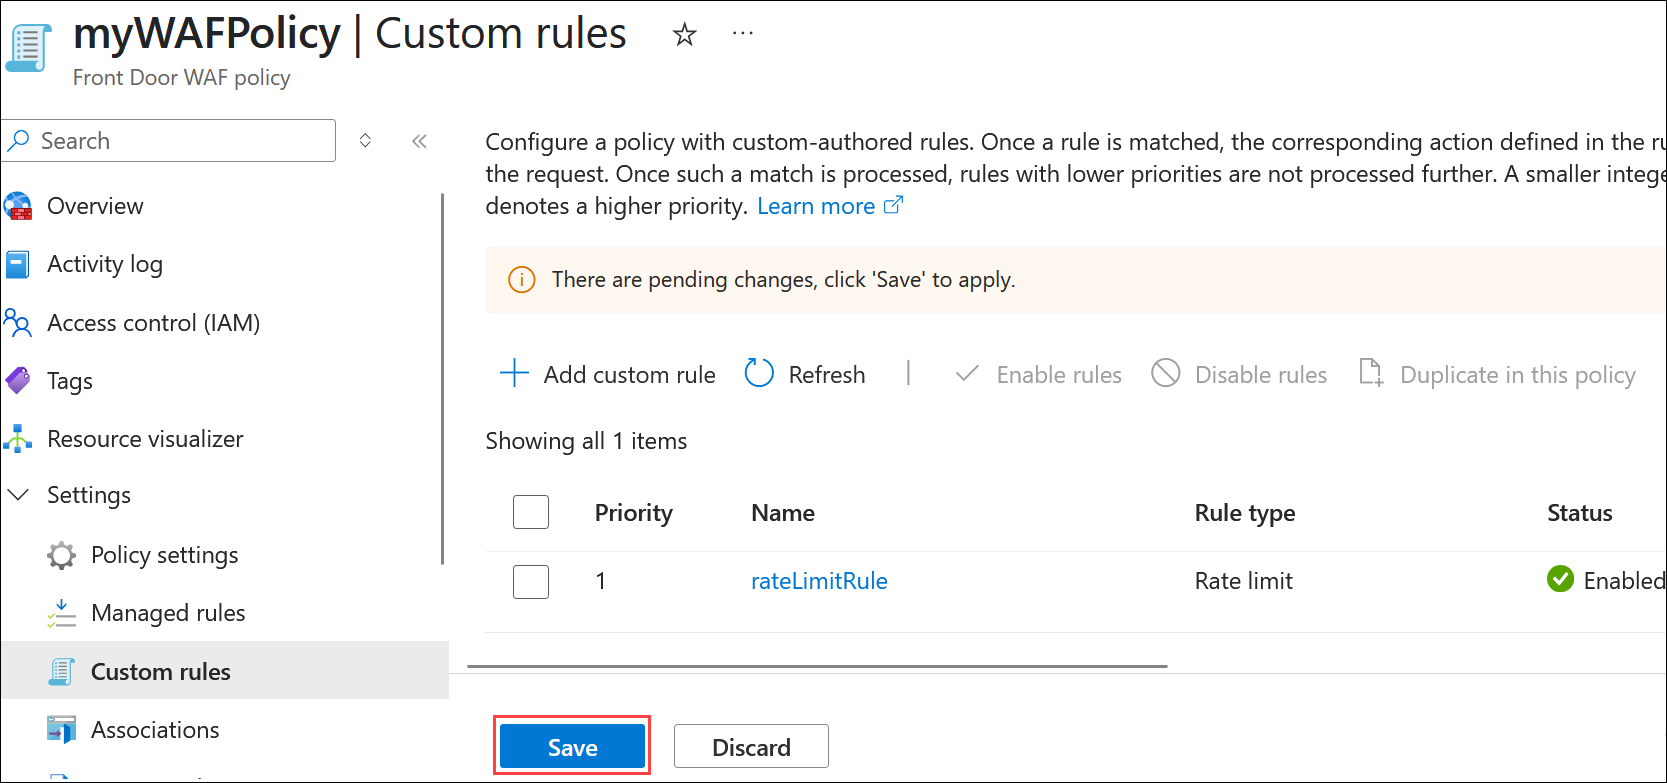 myWAFPolicy | Custom rules
Front Door WAF policy
Search
Overview
Activity log
Access control (IAM)
Tags
Resource visualizer
Settings
Policy settings
Managed rules
Custom rules
Associations
Configure a policy with custom-authored rules. Once a rule is matched, the corresponding action defined in the ru
the request. Once such a match is processed, rules with lower priorities are not processed further. A smaller intege
denotes a higher priority. Learn more
There are pending changes, click 'Save' to apply.
Add custom rule Refresh | Enable rules Disable rules Duplicate in this policy
Showing all 1 items
Priority Name Rule type Status
1 rateLimitRule Rate limit Enabled
Save Discard